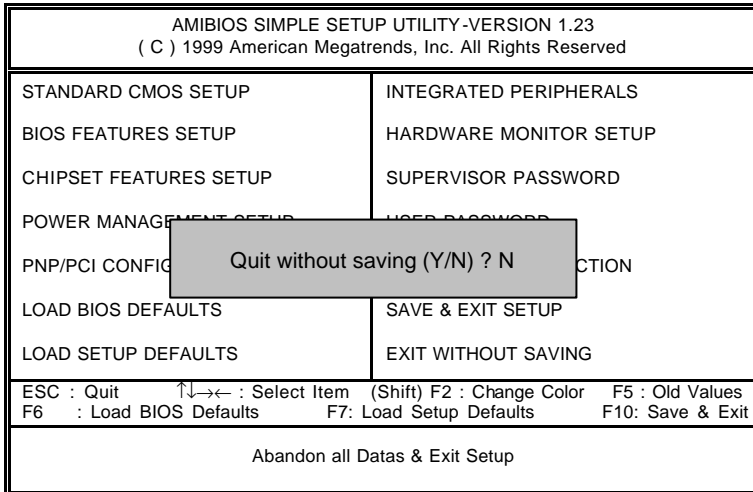 AMIBIOS SIMPLE SETUP UTILITY-VERSION 1.23
( C ) 1999 American Megatrends, Inc. All Rights Reserved
STANDARD CMOS SETUP
BIOS FEATURES SETUP
CHIPSET FEATURES SETUP
POWER MANAGEMENT SETUP
PNP/PCI CONFIG
LOAD BIOS DEFAULTS
LOAD SETUP DEFAULTS
INTEGRATED PERIPHERALS
HARDWARE MONITOR SETUP
SUPERVISOR PASSWORD
USER PASSWORD
CTION
SAVE & EXIT SETUP
EXIT WITHOUT SAVING
Quit without saving (Y/N) ? N
ESC : Quit ↑↓→← : Select Item (Shift) F2 : Change Color F5 : Old Values
F6 : Load BIOS Defaults F7: Load Setup Defaults F10: Save & Exit
Abandon all Datas & Exit Setup